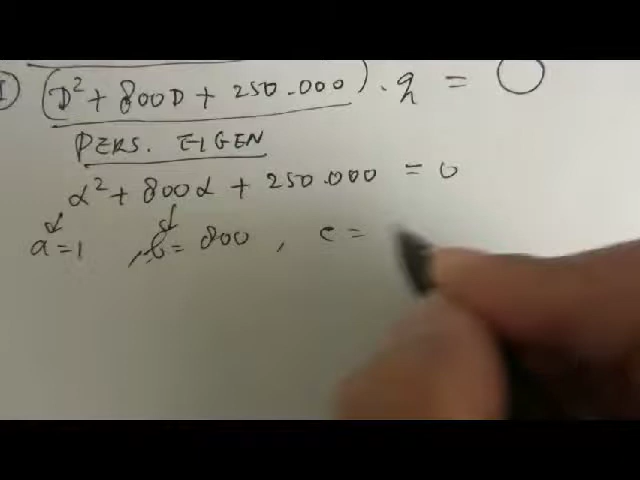 (D² + 800D + 250.000) . q = 0
PERS. EIGEN
α² + 800α + 250.000 = 0
a = 1 , b = 800 , c =